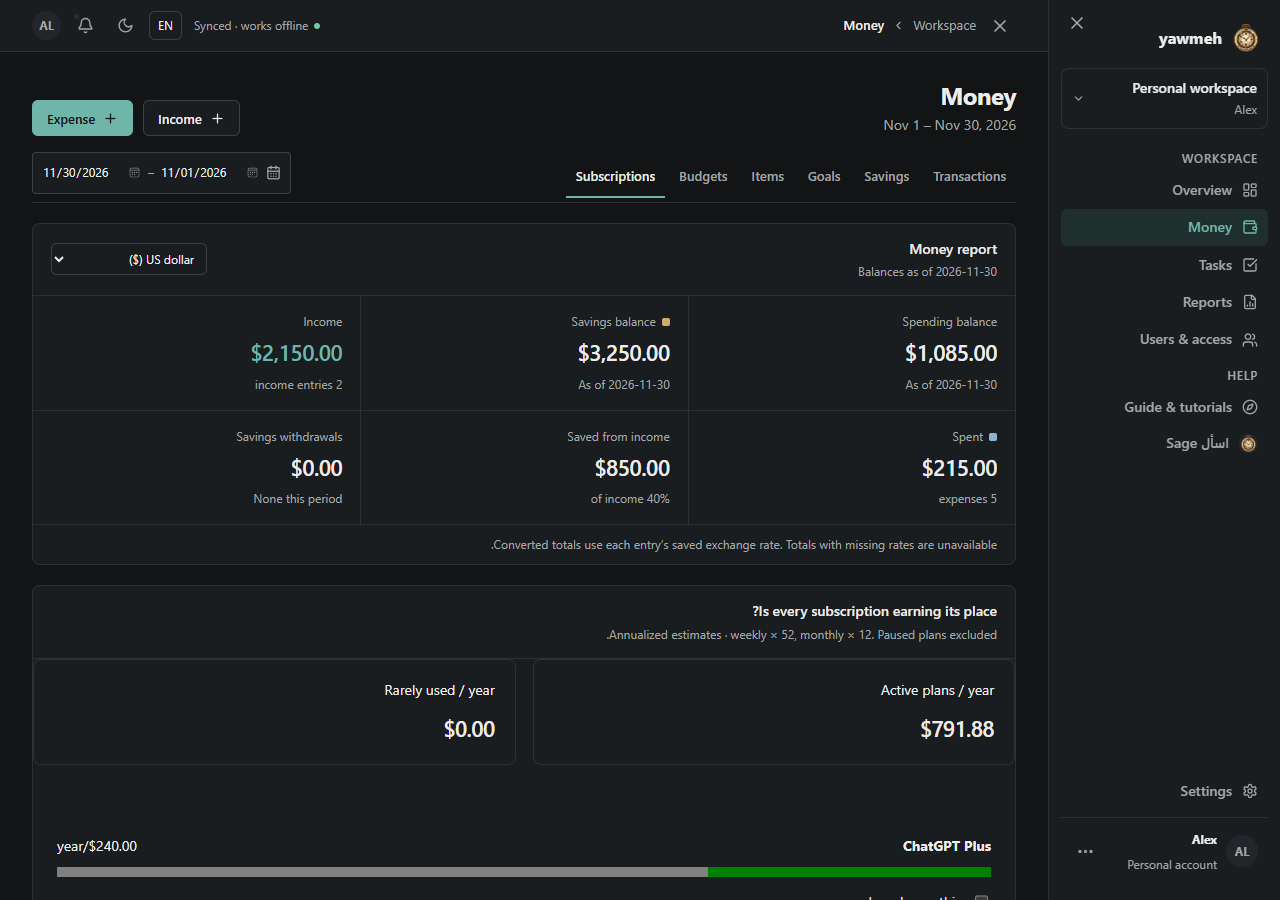 AL
EN
Synced · works offline
Money
Workspace
yawmeh
Personal workspace
Alex
WORKSPACE
Overview
Money
Tasks
Reports
Users & access
HELP
Guide & tutorials
اسأل Sage
Settings
Alex
Personal account
AL
Money
Nov 1 – Nov 30, 2026
Expense +
Income +
11/30/2026 – 11/01/2026
Subscriptions
Budgets
Items
Goals
Savings
Transactions
Money report
Balances as of 2026-11-30
($) US dollar
Spending balance
$1,085.00
As of 2026-11-30
Savings balance
$3,250.00
As of 2026-11-30
Income
$2,150.00
income entries 2
Spent
$215.00
expenses 5
Saved from income
$850.00
of income 40%
Savings withdrawals
$0.00
None this period
.Converted totals use each entry's saved exchange rate. Totals with missing rates are unavailable
?Is every subscription earning its place
.Annualized estimates · weekly × 52, monthly × 12. Paused plans excluded
Active plans / year
$791.88
Rarely used / year
$0.00
ChatGPT Plus
year/$240.00